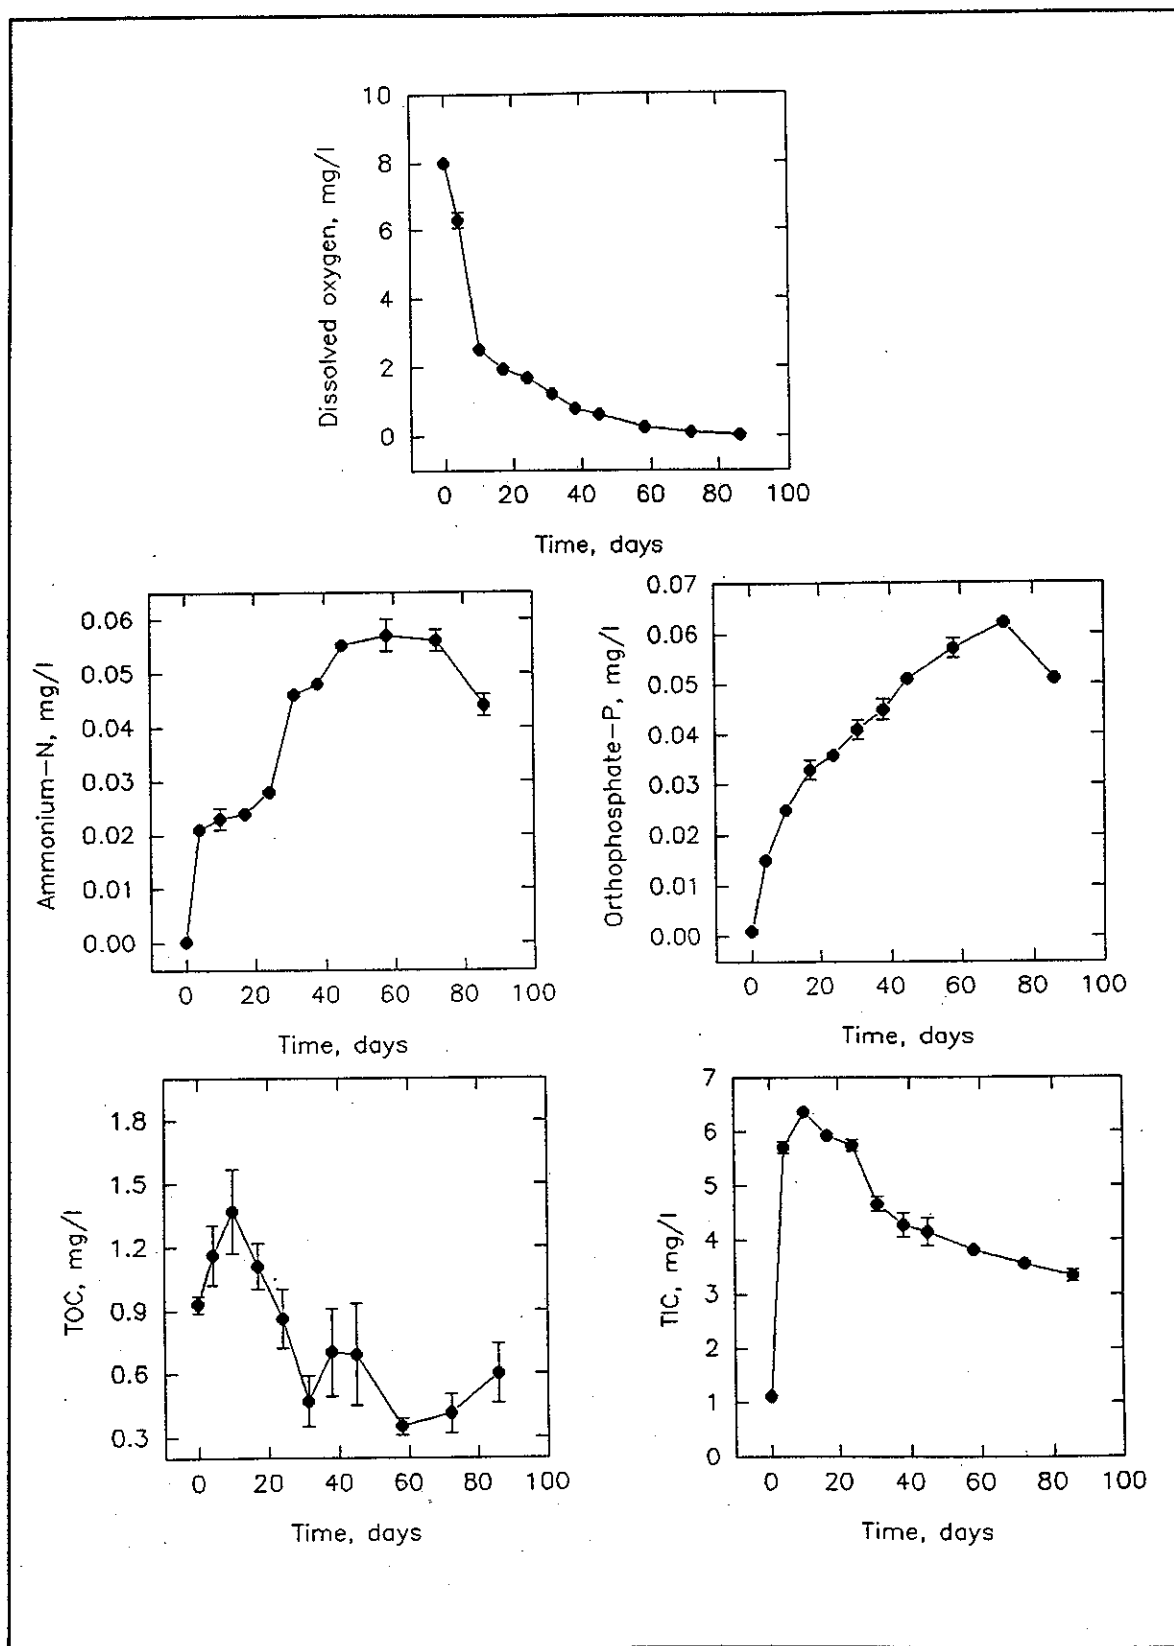 10
8
6
4
2
0
Dissolved oxygen, mg/l
0 20 40 60 80 100
Time, days
0.06
0.05
0.04
0.03
0.02
0.01
0.00
Ammonium-N, mg/l
0 20 40 60 80 100
Time, days
0.07
0.06
0.05
0.04
0.03
0.02
0.01
0.00
Orthophosphate-P, mg/l
0 20 40 60 80 100
Time, days
1.8
1.5
1.2
0.9
0.6
0.3
TOC, mg/l
0 20 40 60 80 100
Time, days
7
6
5
4
3
2
1
0
TIC, mg/l
0 20 40 60 80 100
Time, days